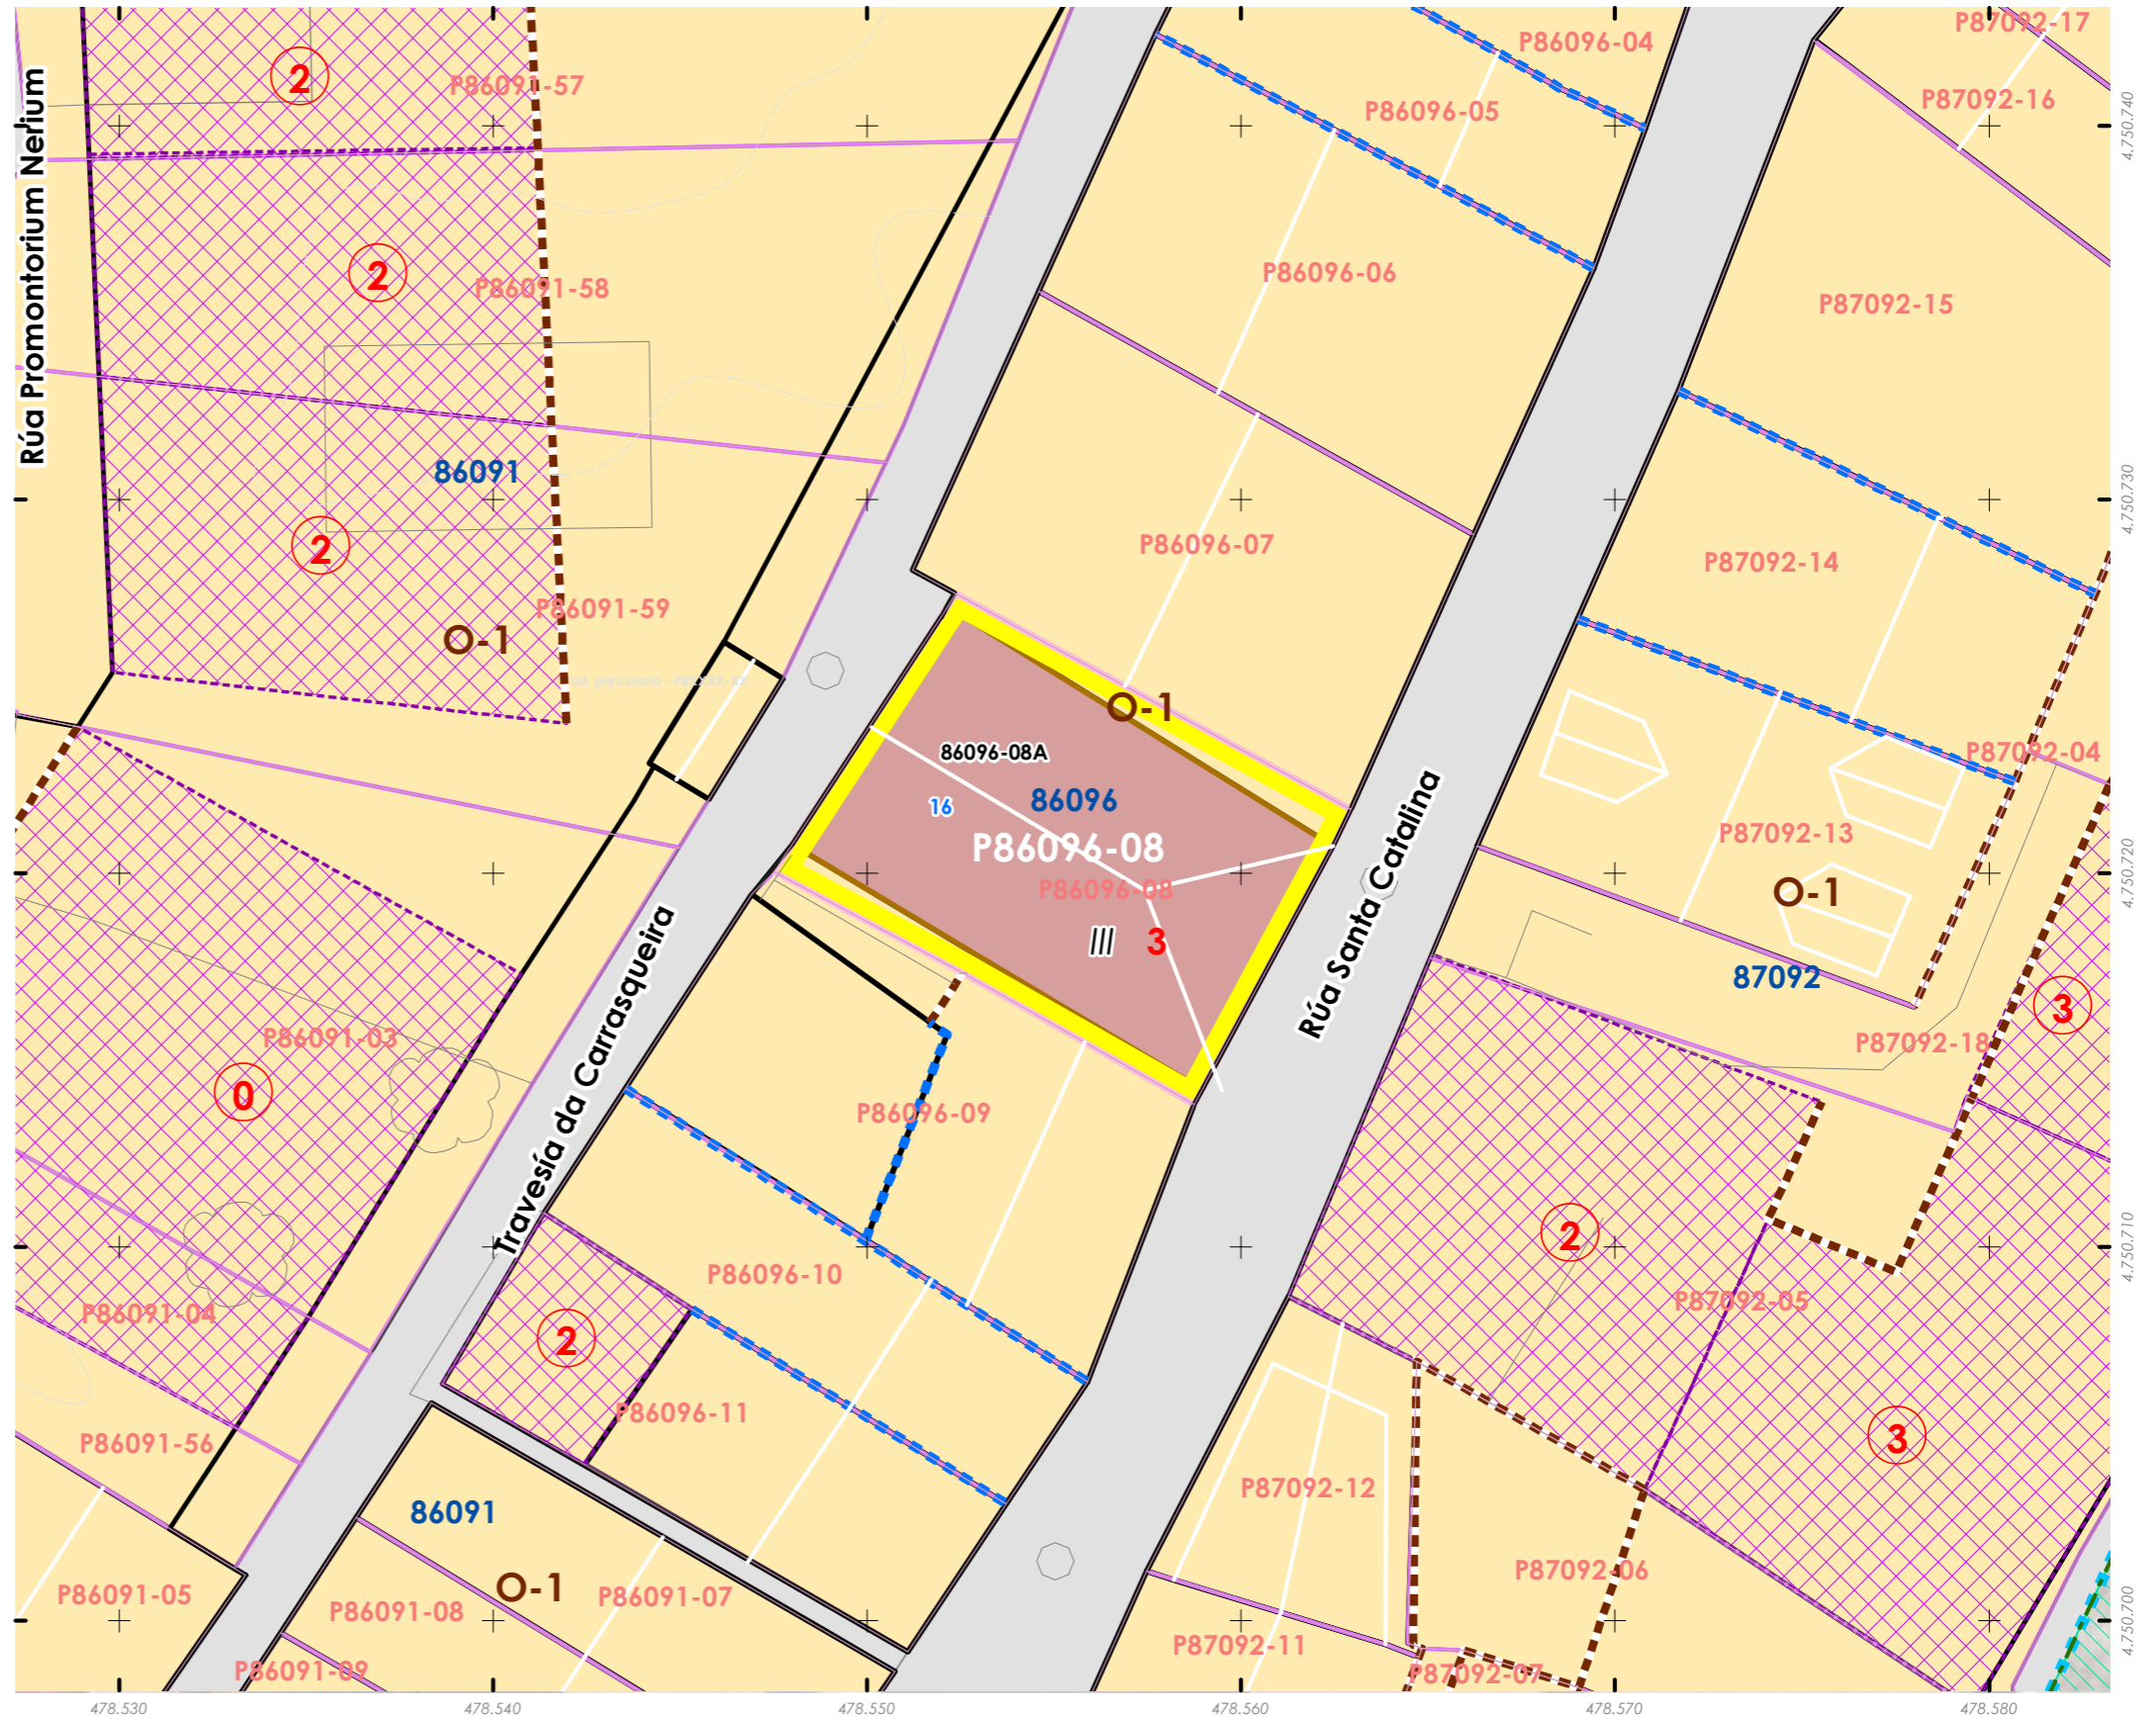 P87092-17
P86096-04
2
P86091-57
P87092-16
P86096-05
4.750.740
Rúa Promontorium Nerium
2
P86096-06
P86091-58
P87092-15
86091
4.750.730
2
P86096-07
P87092-14
P86091-59
O-1
O-1
86096-08A
P87092-04
86096
16
P87092-13
P86096-08
P86096-08
O-1
4.750.720
Rúa Santa Catalina
III
3
87092
3
P86091-03
P87092-18
Travesía da Carrasqueira
0
P86096-09
2
4.750.710
P86096-10
P87092-05
P86091-04
2
P86096-11
3
P86091-56
P87092-12
86091
P87092-06
O-1
P86091-05
P86091-07
P86091-08
4.750.700
P87092-11
P86091-09
P87092-07
478.530
478.540
478.550
478.560
478.570
478.580